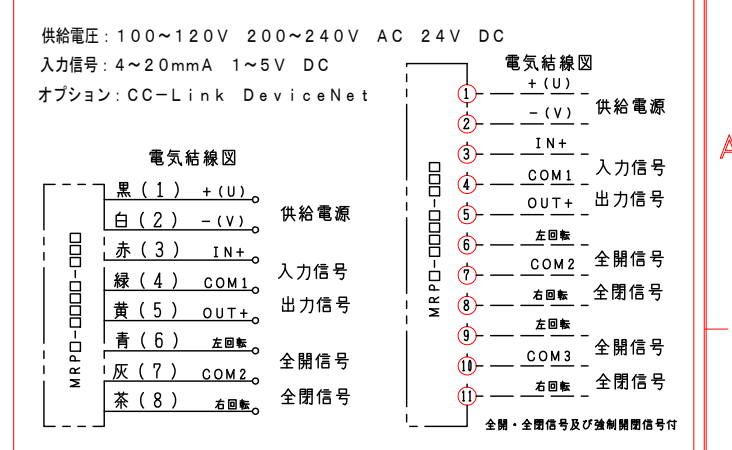 供給電圧：100～120V 200～240V AC 24V DC
入力信号：4～20mmA 1～5V DC
オプション：CC－Link DeviceNet
電気結線図
MRP□-□□□□-□□□
黒(1) +(U)
白(2) -(V)
供給電源
赤(3) IN+
緑(4) COM1
入力信号
黄(5) OUT+
出力信号
青(6) 左回転
灰(7) COM2
全開信号
茶(8) 右回転
全閉信号
電気結線図
MRP□-□□□□-□□□
① +(U)
② -(V)
供給電源
③ IN+
④ COM1
入力信号
⑤ OUT+
出力信号
⑥ 左回転
⑦ COM2
全開信号
⑧ 右回転
全閉信号
⑨ 左回転
⑩ COM3
全開信号
⑪ 右回転
全閉信号
全開・全閉信号及び強制開閉信号付
A